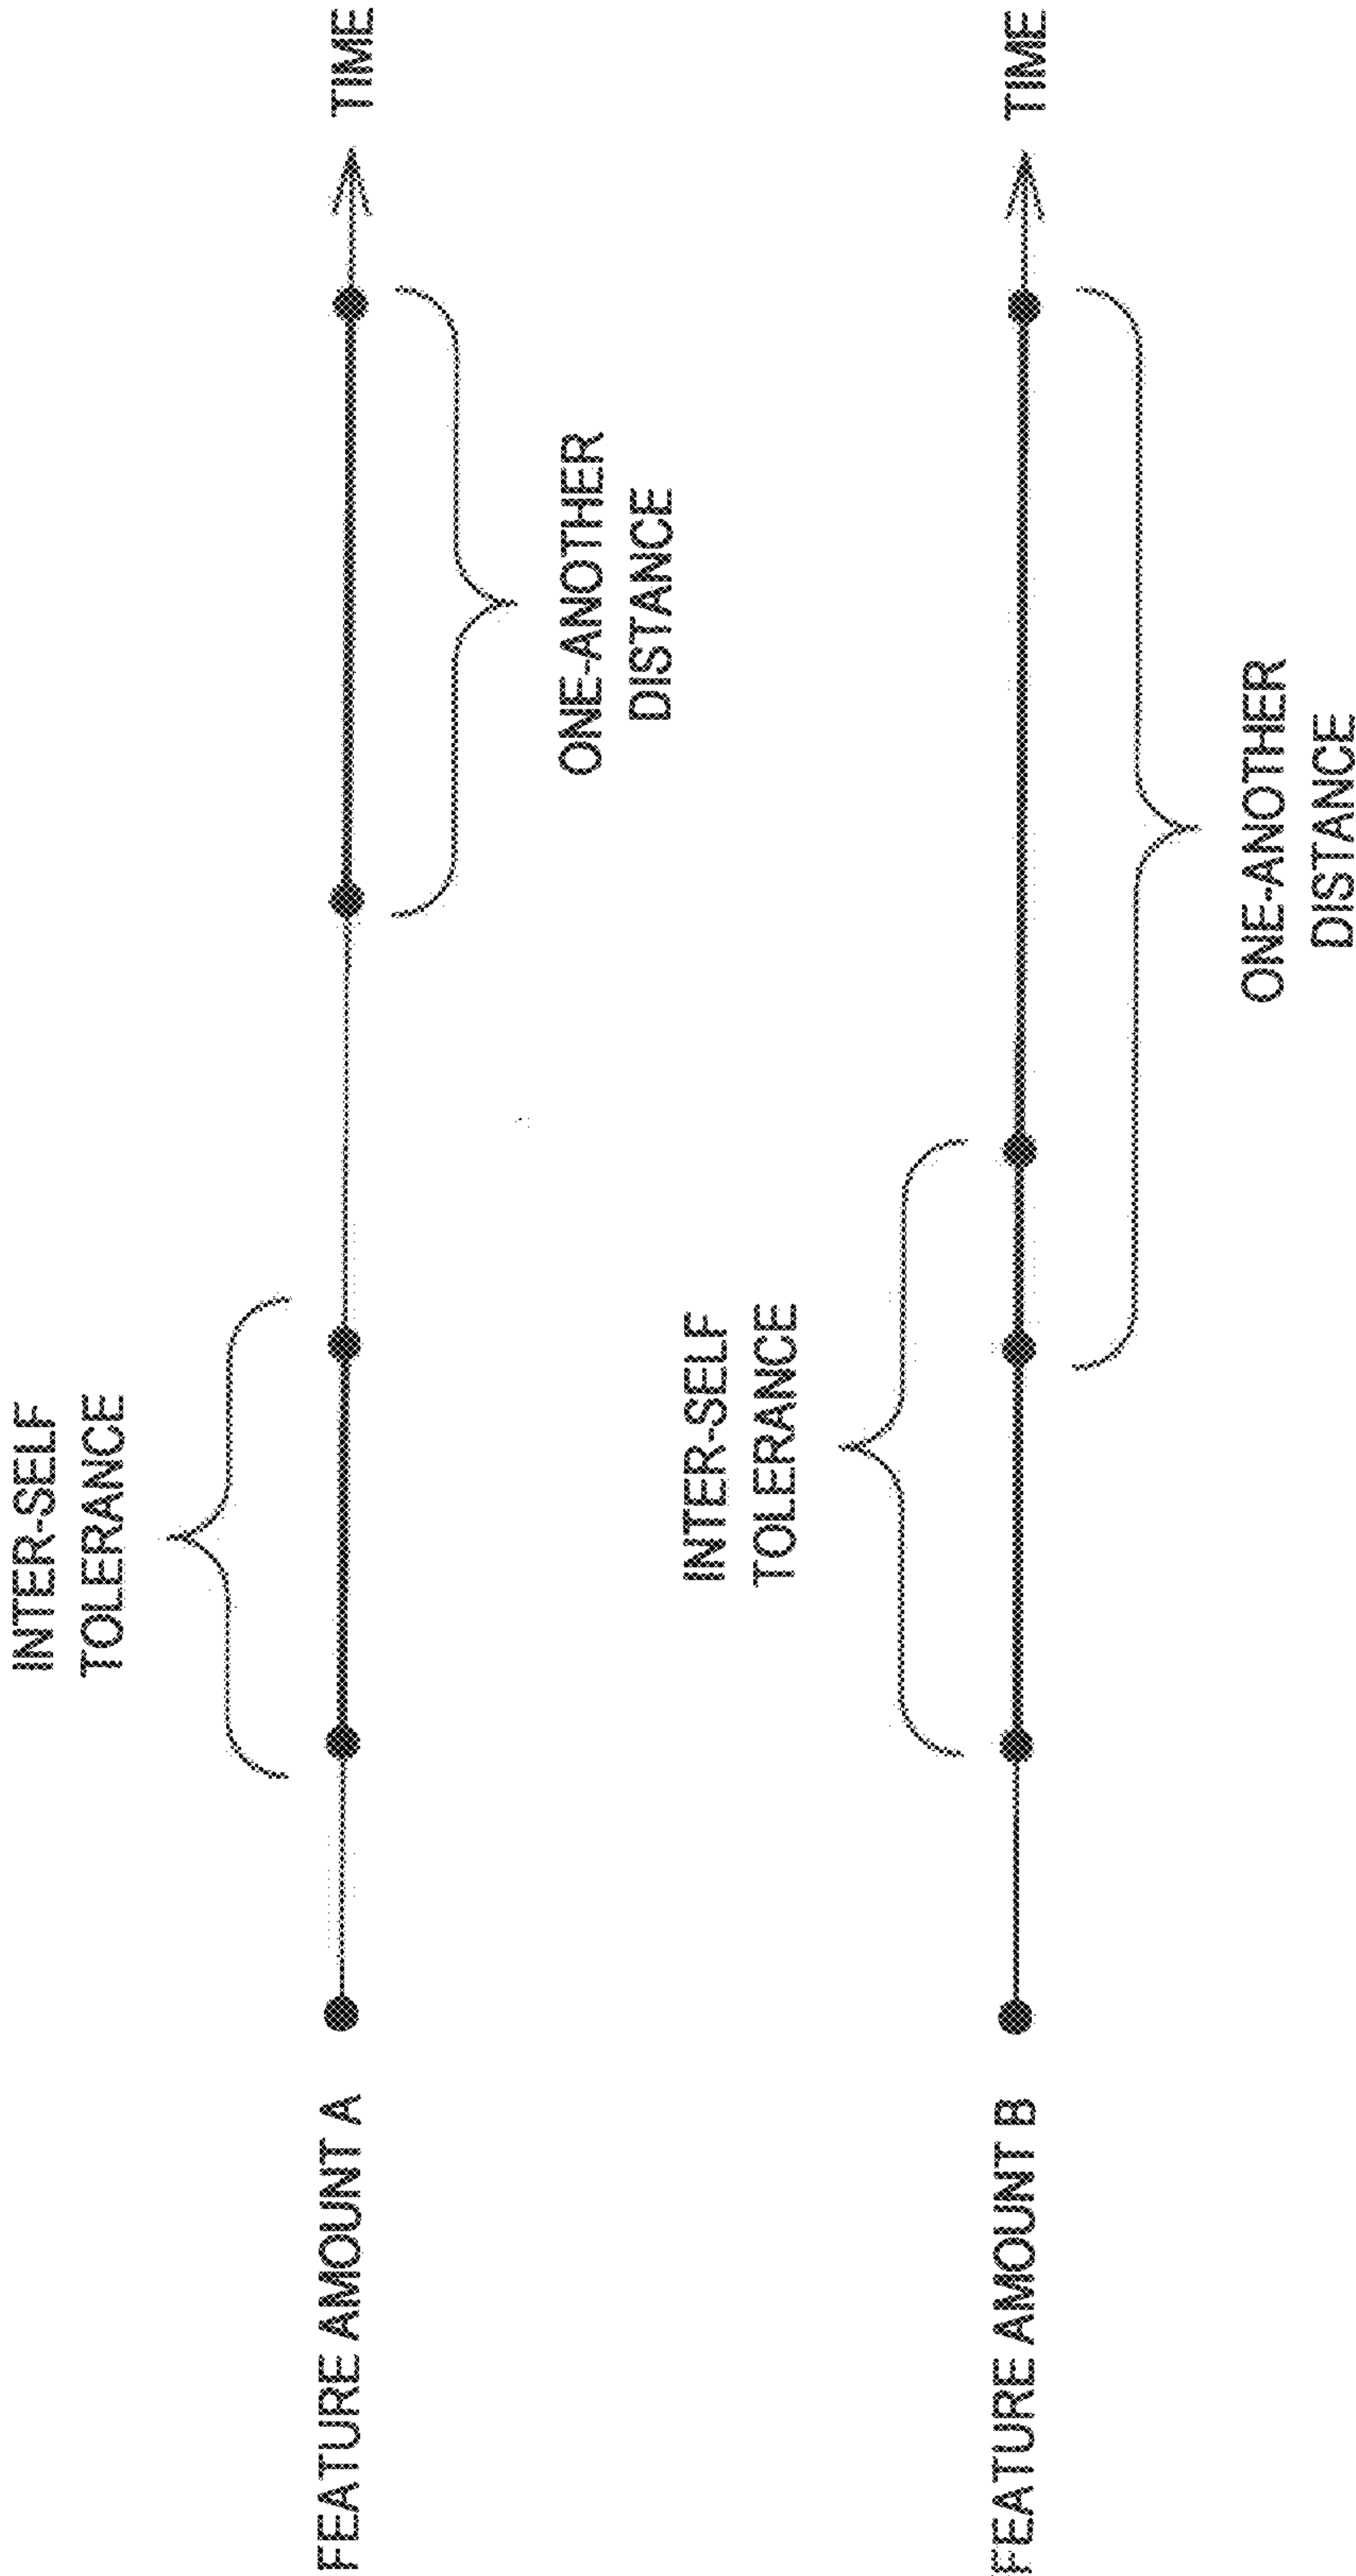 INTER-SELF
TOLERANCE
FEATURE AMOUNT A
TIME
ONE-ANOTHER
DISTANCE
INTER-SELF
TOLERANCE
FEATURE AMOUNT B
TIME
ONE-ANOTHER
DISTANCE